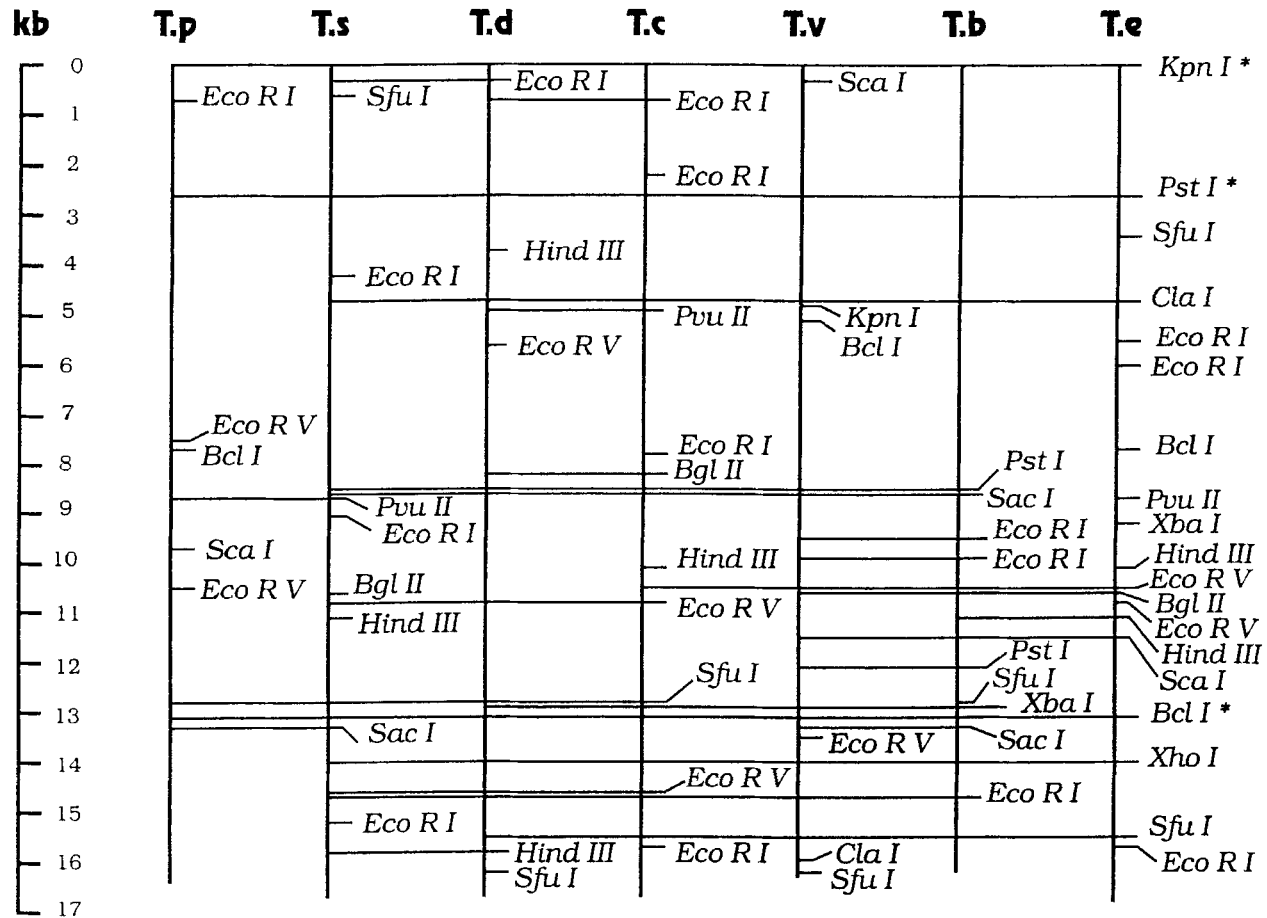 kb T.p T.s T.d T.c T.v T.b T.e
0 Kpn I *
Eco R I Sfu I Eco R I Eco R I Sca I
1
2 Eco R I
Pst I *
3 Sfu I
Hind III
4 Eco R I
Cla I
5 Pvu II Kpn I
Eco R V Bcl I Eco R I
6 Eco R I
7
Eco R V
Bcl I Eco R I Bcl I
8 Bgl II Pst I
Sac I
9 Pvu II Pvu II
Eco R I Eco R I Xba I
Sca I
10 Hind III Eco R I Hind III
Eco R V Bgl II Eco R V
11 Eco R V Bgl II
Hind III Eco R V
Hind III
12 Pst I
Sfu I Sfu I Sca I
Xba I
13 Bcl I *
Sac I Eco R V Sac I
14 Xho I
Eco R V
Eco R I
15 Eco R I Sfu I
16 Hind III Eco R I Cla I Eco R I
Sfu I Sfu I
17